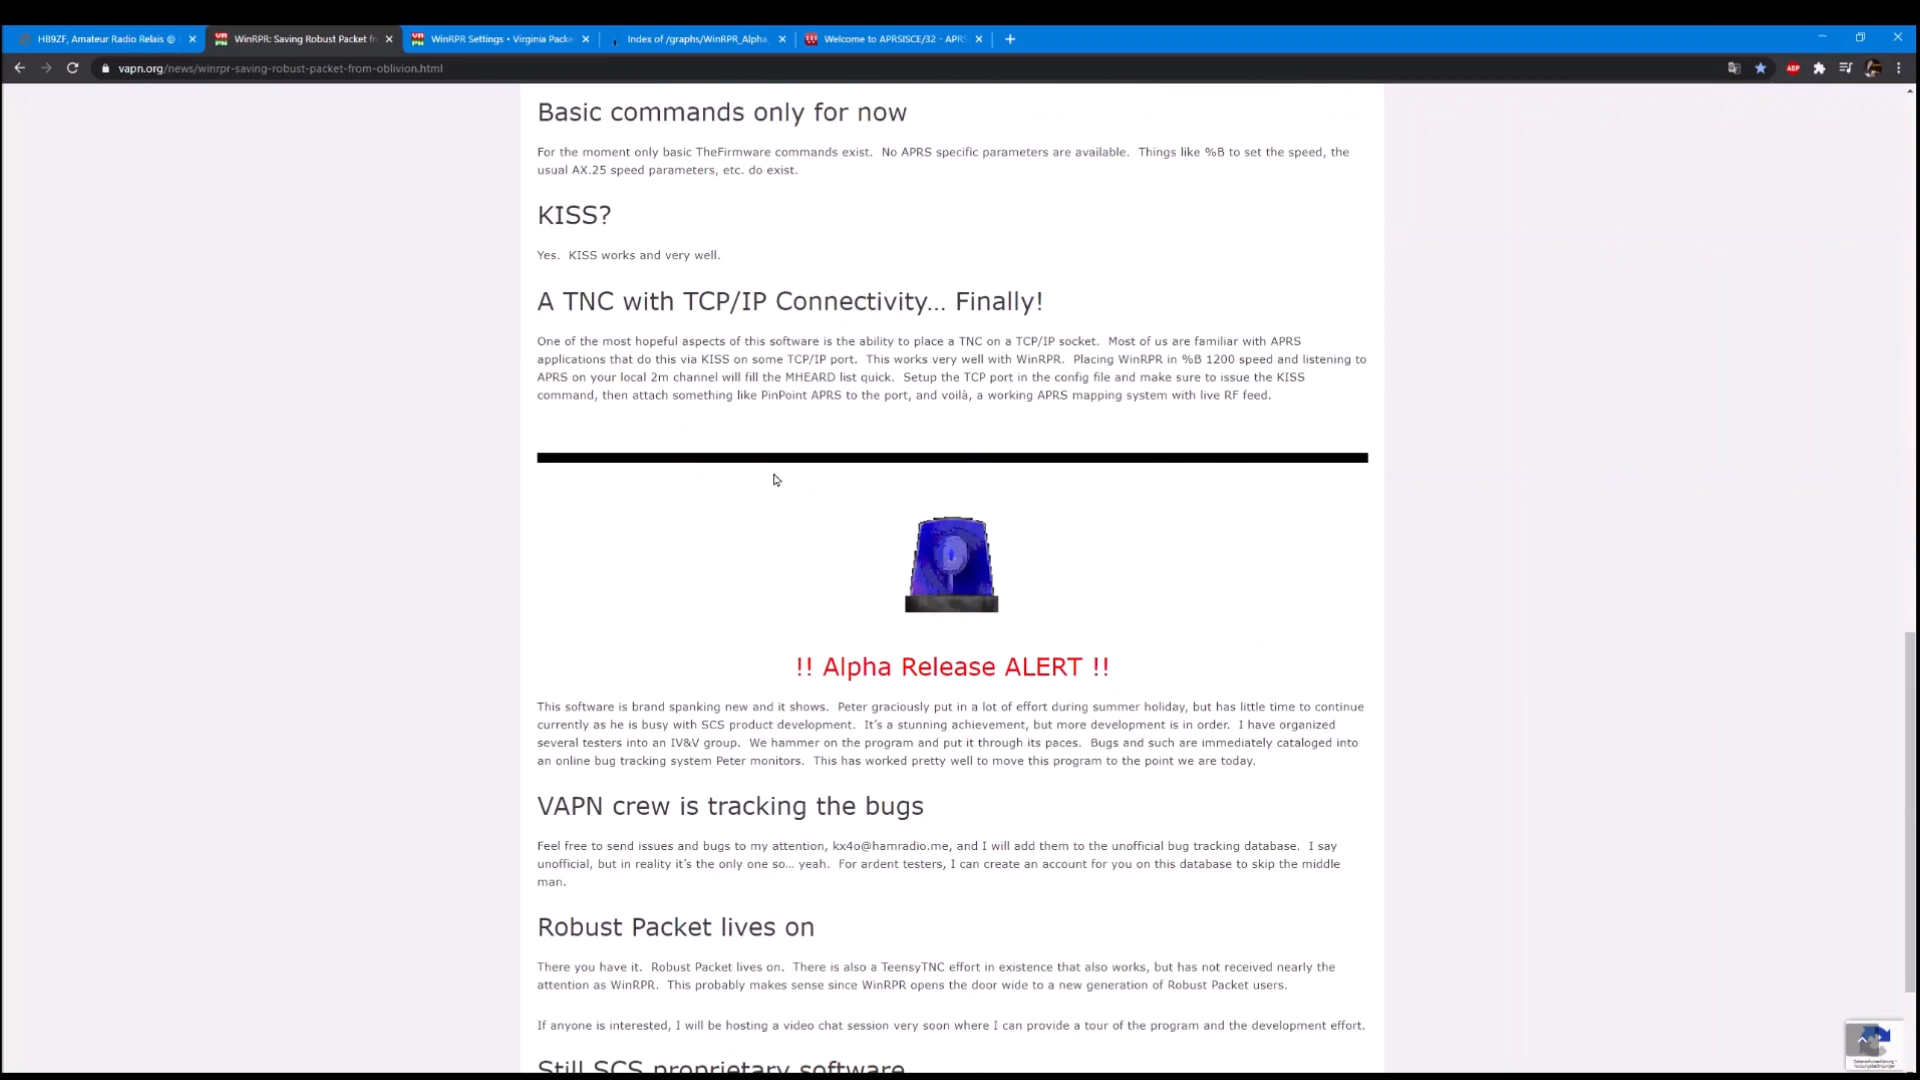 HB9ZF, Amateur Radio Relais @
WinRPR: Saving Robust Packet fr
WinRPR Settings • Virginia Packe
Index of /graphs/WinRPR_Alpha_
Welcome to APRSISCE/32 - APR
vapn.org/news/winrpr-saving-robust-packet-from-oblivion.html
ABP
Basic commands only for now
For the moment only basic TheFirmware commands exist. No APRS specific parameters are available. Things like %B to set the speed, the
usual AX.25 speed parameters, etc. do exist.
KISS?
Yes. KISS works and very well.
A TNC with TCP/IP Connectivity… Finally!
One of the most hopeful aspects of this software is the ability to place a TNC on a TCP/IP socket. Most of us are familiar with APRS
applications that do this via KISS on some TCP/IP port. This works very well with WinRPR. Placing WinRPR in %B 1200 speed and listening to
APRS on your local 2m channel will fill the MHEARD list quick. Setup the TCP port in the config file and make sure to issue the KISS
command, then attach something like PinPoint APRS to the port, and voilà, a working APRS mapping system with live RF feed.
!! Alpha Release ALERT !!
This software is brand spanking new and it shows. Peter graciously put in a lot of effort during summer holiday, but has little time to continue
currently as he is busy with SCS product development. It’s a stunning achievement, but more development is in order. I have organized
several testers into an IV&V group. We hammer on the program and put it through its paces. Bugs and such are immediately cataloged into
an online bug tracking system Peter monitors. This has worked pretty well to move this program to the point we are today.
VAPN crew is tracking the bugs
Feel free to send issues and bugs to my attention, kx4o@hamradio.me, and I will add them to the unofficial bug tracking database. I say
unofficial, but in reality it’s the only one so… yeah. For ardent testers, I can create an account for you on this database to skip the middle
man.
Robust Packet lives on
There you have it. Robust Packet lives on. There is also a TeensyTNC effort in existence that also works, but has not received nearly the
attention as WinRPR. This probably makes sense since WinRPR opens the door wide to a new generation of Robust Packet users.
If anyone is interested, I will be hosting a video chat session very soon where I can provide a tour of the program and the development effort.
Still SCS proprietary software